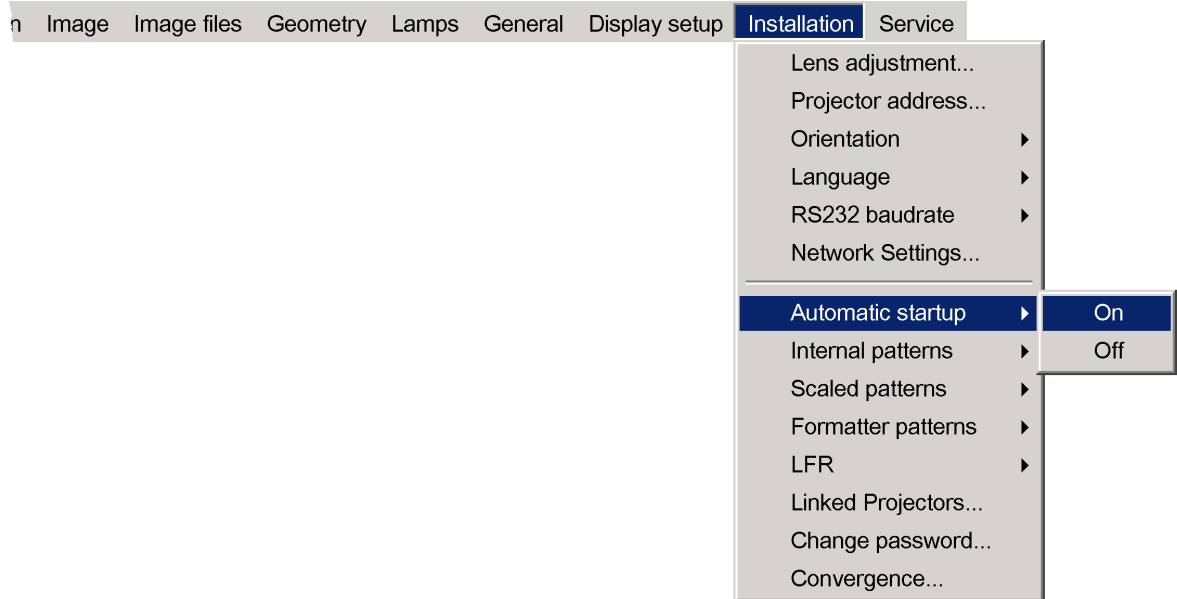 Image Image files Geometry Lamps General Display setup Installation Service
Lens adjustment...
Projector address...
Orientation
Language
RS232 baudrate
Network Settings...
Automatic startup On
Internal patterns Off
Scaled patterns
Formatter patterns
LFR
Linked Projectors...
Change password...
Convergence...